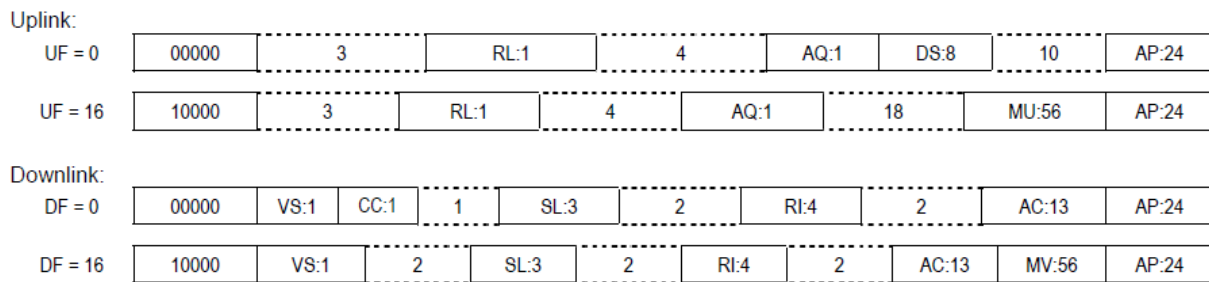 Uplink:
UF = 0 00000 3 RL:1 4 AQ:1 DS:8 10 AP:24
UF = 16 10000 3 RL:1 4 AQ:1 18 MU:56 AP:24
Downlink:
DF = 0 00000 VS:1 CC:1 1 SL:3 2 RI:4 2 AC:13 AP:24
DF = 16 10000 VS:1 2 SL:3 2 RI:4 2 AC:13 MV:56 AP:24